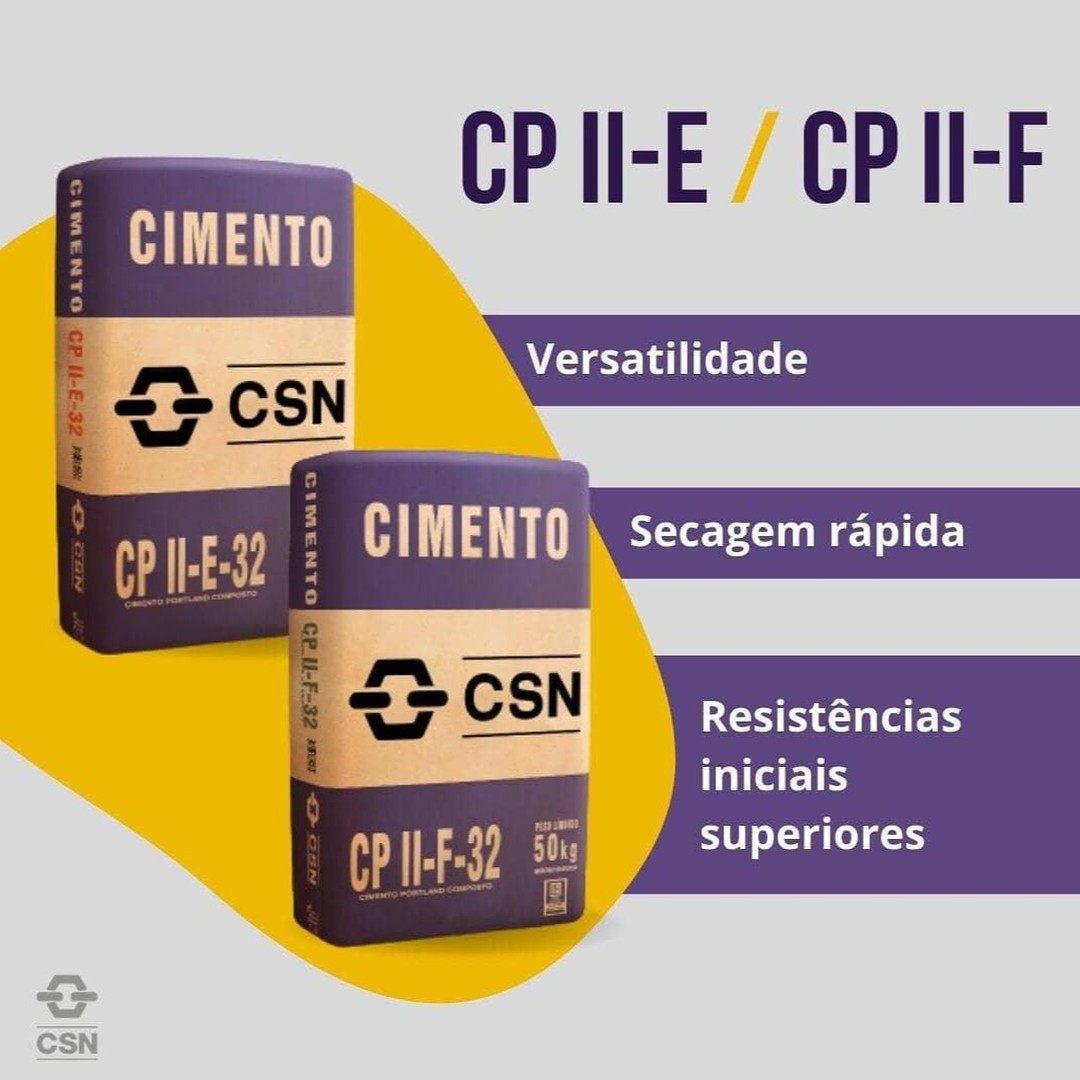 CP II-E / CP II-F
CIMENTO
CIMENTO
CP II-E-32
CSN
CSN
CP II-E-32
CIMENTO PORTLAND COMPOSTO
Versatilidade
Secagem rápida
Resistências
iniciais
superiores
CIMENTO
CIMENTO
CP II-F-32
CSN
CSN
CP II-F-32
CIMENTO PORTLAND COMPOSTO
PESO LÍQUIDO
50kg
CSN